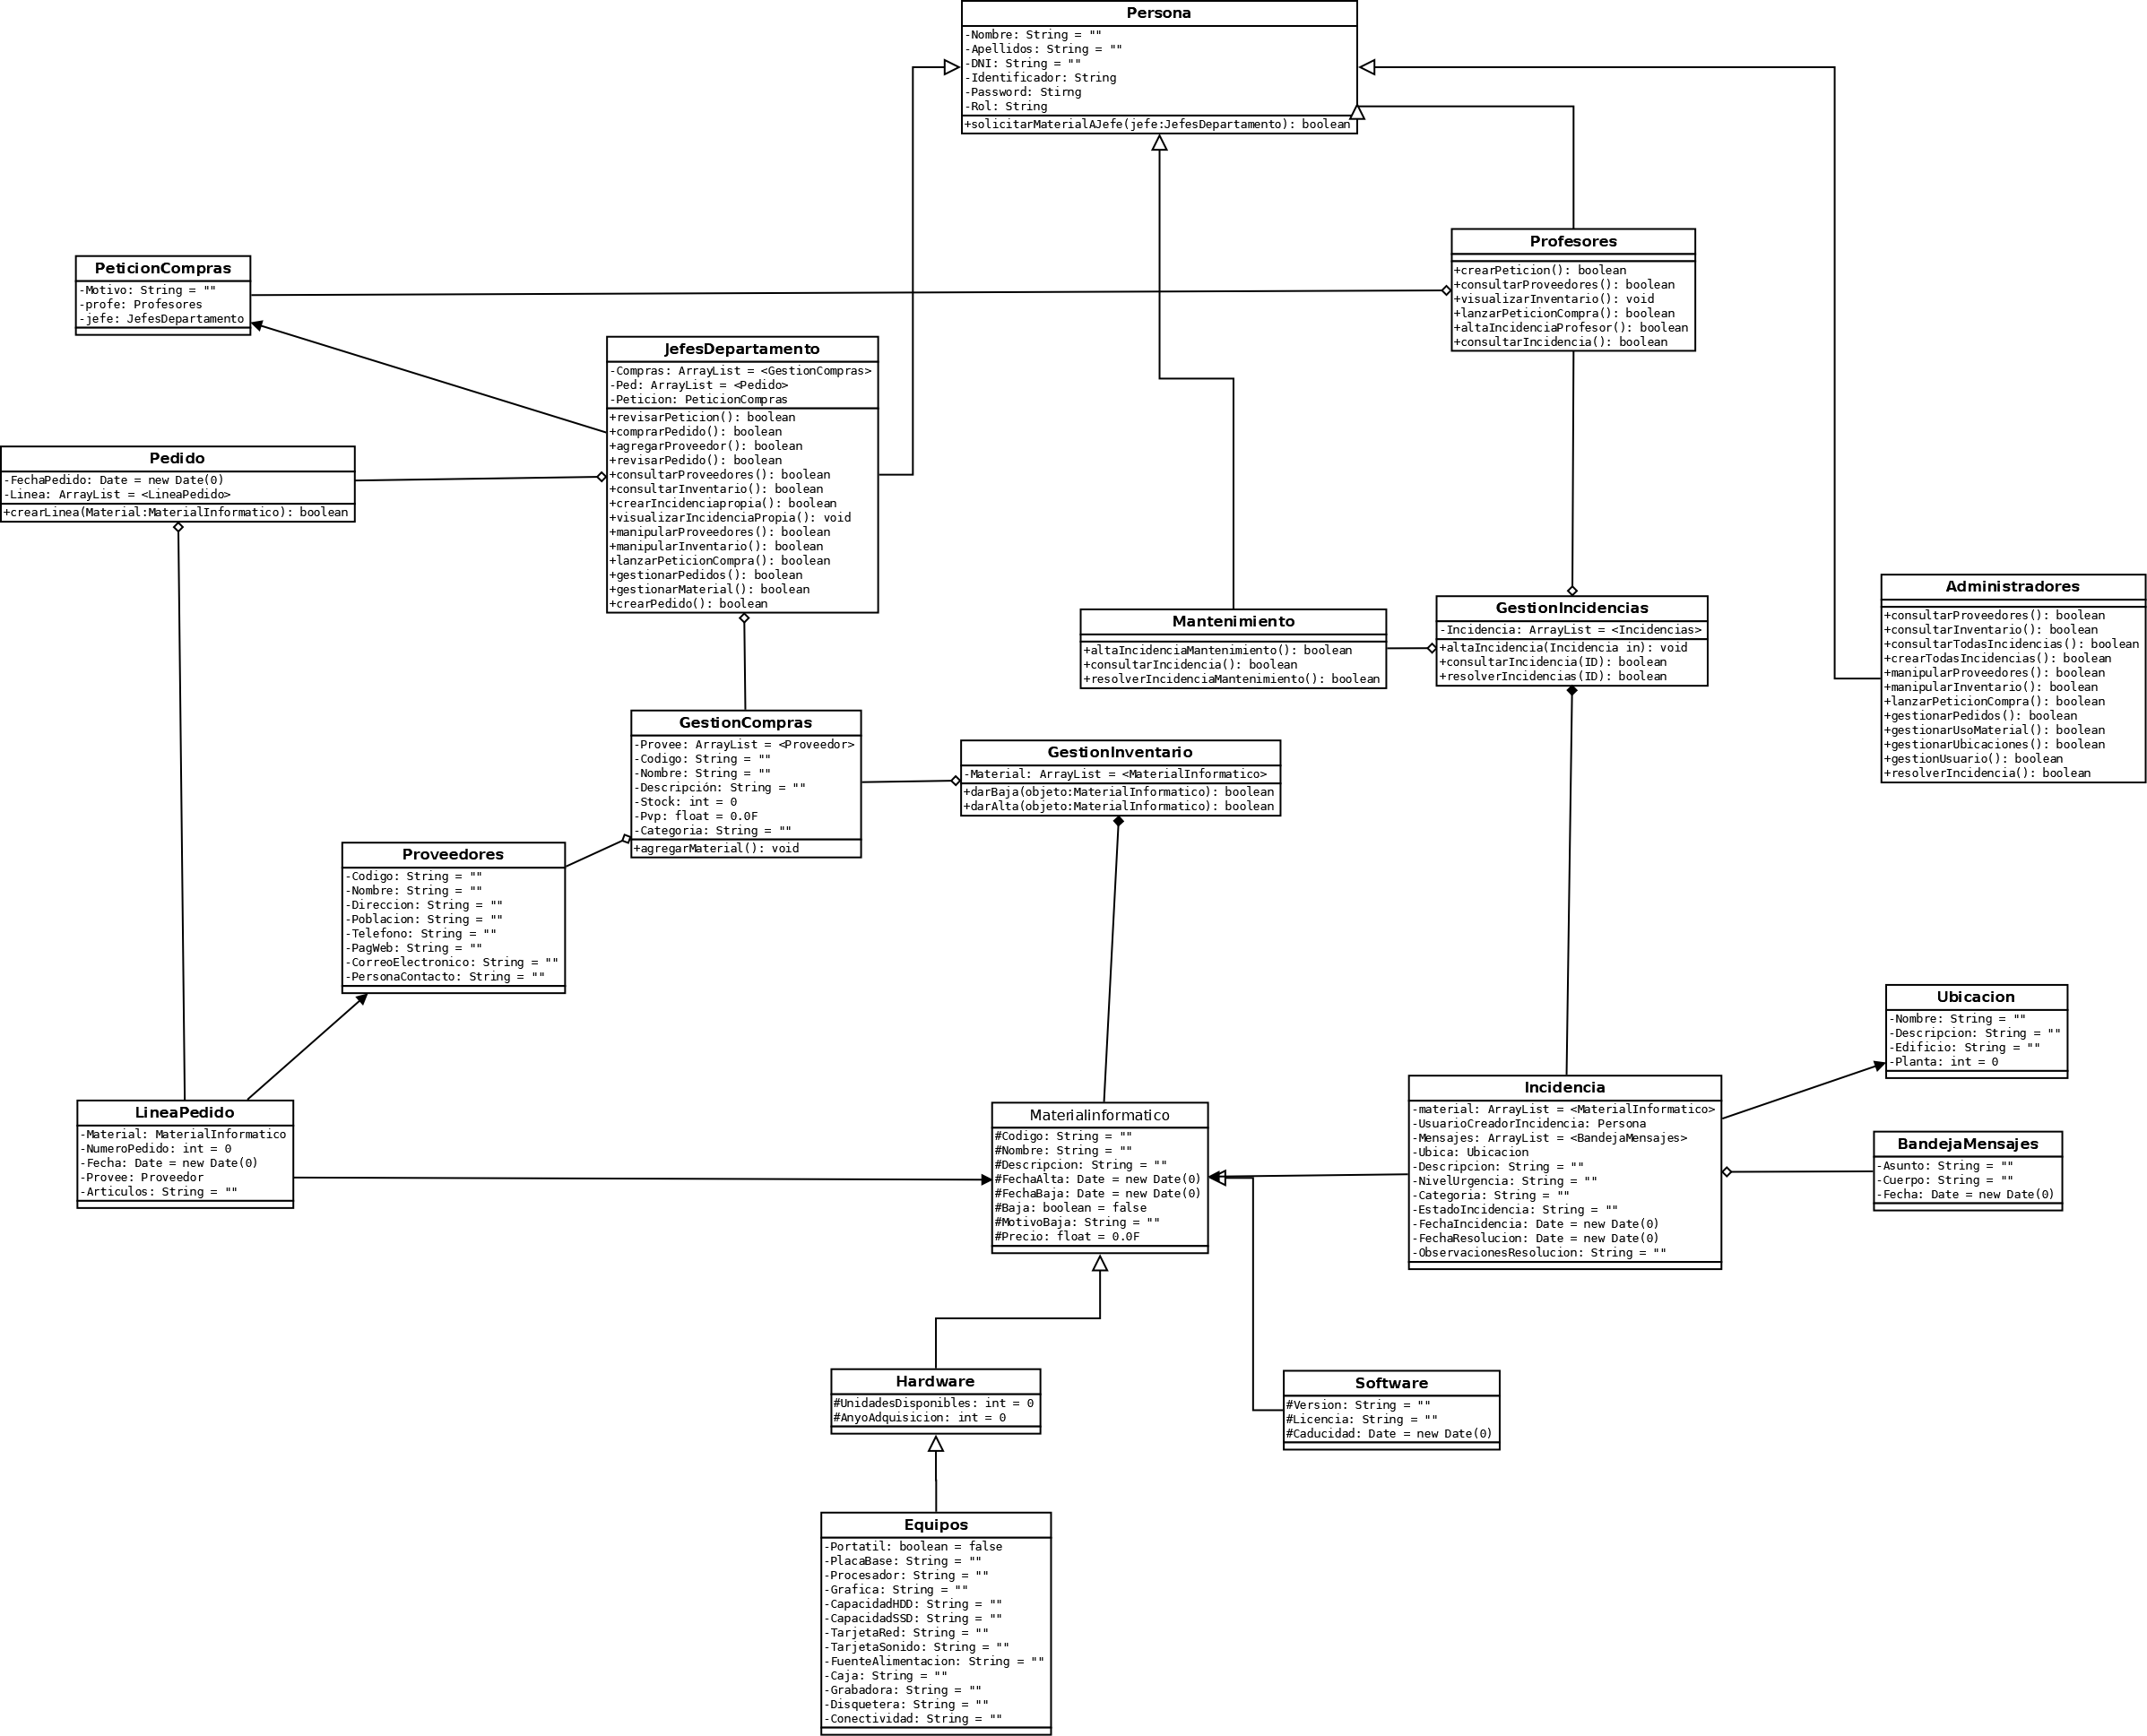 Persona
-Nombre: String = ""
-Apellidos: String = ""
-DNI: String = ""
-Identificador: String
-Password: Stirng
-Rol: String
+solicitarMaterialAJefe(jefe:JefesDepartamento): boolean
Profesores
+crearPeticion(): boolean
+consultarProveedores(): boolean
+visualizarInventario(): void
+lanzarPeticionCompra(): boolean
+altaIncidenciaProfesor(): boolean
+consultarIncidencia(): boolean
PeticionCompras
-Motivo: String = ""
-profe: Profesores
-jefe: JefesDepartamento
JefesDepartamento
-Compras: ArrayList = <GestionCompras>
-Ped: ArrayList = <Pedido>
-Peticion: PeticionCompras
+revisarPeticion(): boolean
+comprarPedido(): boolean
+agregarProveedor(): boolean
+revisarPedido(): boolean
+consultarProveedores(): boolean
+consultarInventario(): boolean
+crearIncidenciapropia(): boolean
+visualizarIncidenciaPropia(): void
+manipularProveedores(): boolean
+manipularInventario(): boolean
+lanzarPeticionCompra(): boolean
+gestionarPedidos(): boolean
+gestionarMaterial(): boolean
+crearPedido(): boolean
Pedido
-FechaPedido: Date = new Date(0)
-Linea: ArrayList = <LineaPedido>
+crearLinea(Material:MaterialInformatico): boolean
Mantenimiento
+altaIncidenciaMantenimiento(): boolean
+consultarIncidencia(): boolean
+resolverIncidenciaMantenimiento(): boolean
GestionIncidencias
-Incidencia: ArrayList = <Incidencias>
+altaIncidencia(Incidencia in): void
+consultarIncidencia(ID): boolean
+resolverIncidencias(ID): boolean
Administradores
+consultarProveedores(): boolean
+consultarInventario(): boolean
+consultarTodasIncidencias(): boolean
+crearTodasIncidencias(): boolean
+manipularProveedores(): boolean
+manipularInventario(): boolean
+lanzarPeticionCompra(): boolean
+gestionarPedidos(): boolean
+gestionarUsoMaterial(): boolean
+gestionarUbicaciones(): boolean
+gestionUsuario(): boolean
+resolverIncidencia(): boolean
GestionCompras
-Provee: ArrayList = <Proveedor>
-Codigo: String = ""
-Nombre: String = ""
-Descripción: String = ""
-Stock: int = 0
-Pvp: float = 0.0F
-Categoria: String = ""
+agregarMaterial(): void
GestionInventario
-Material: ArrayList = <MaterialInformatico>
+darBaja(objeto:MaterialInformatico): boolean
+darAlta(objeto:MaterialInformatico): boolean
Proveedores
-Codigo: String = ""
-Nombre: String = ""
-Direccion: String = ""
-Poblacion: String = ""
-Telefono: String = ""
-PagWeb: String = ""
-CorreoElectronico: String = ""
-PersonaContacto: String = ""
Ubicacion
-Nombre: String = ""
-Descripcion: String = ""
-Edificio: String = ""
-Planta: int = 0
LineaPedido
-Material: MaterialInformatico
-NumeroPedido: int = 0
-Fecha: Date = new Date(0)
-Provee: Proveedor
-Articulos: String = ""
Materialinformatico
#Codigo: String = ""
#Nombre: String = ""
#Descripcion: String = ""
#FechaAlta: Date = new Date(0)
#FechaBaja: Date = new Date(0)
#Baja: boolean = false
#MotivoBaja: String = ""
#Precio: float = 0.0F
Incidencia
-material: ArrayList = <MaterialInformatico>
-UsuarioCreadorIncidencia: Persona
-Mensajes: ArrayList = <BandejaMensajes>
-Ubica: Ubicacion
-Descripcion: String = ""
-NivelUrgencia: String = ""
-Categoria: String = ""
-EstadoIncidencia: String = ""
-FechaIncidencia: Date = new Date(0)
-FechaResolucion: Date = new Date(0)
-ObservacionesResolucion: String = ""
BandejaMensajes
-Asunto: String = ""
-Cuerpo: String = ""
-Fecha: Date = new Date(0)
Hardware
#UnidadesDisponibles: int = 0
#AnyoAdquisicion: int = 0
Software
#Version: String = ""
#Licencia: String = ""
#Caducidad: Date = new Date(0)
Equipos
-Portatil: boolean = false
-PlacaBase: String = ""
-Procesador: String = ""
-Grafica: String = ""
-CapacidadHDD: String = ""
-CapacidadSSD: String = ""
-TarjetaRed: String = ""
-TarjetaSonido: String = ""
-FuenteAlimentacion: String = ""
-Caja: String = ""
-Grabadora: String = ""
-Disquetera: String = ""
-Conectividad: String = ""